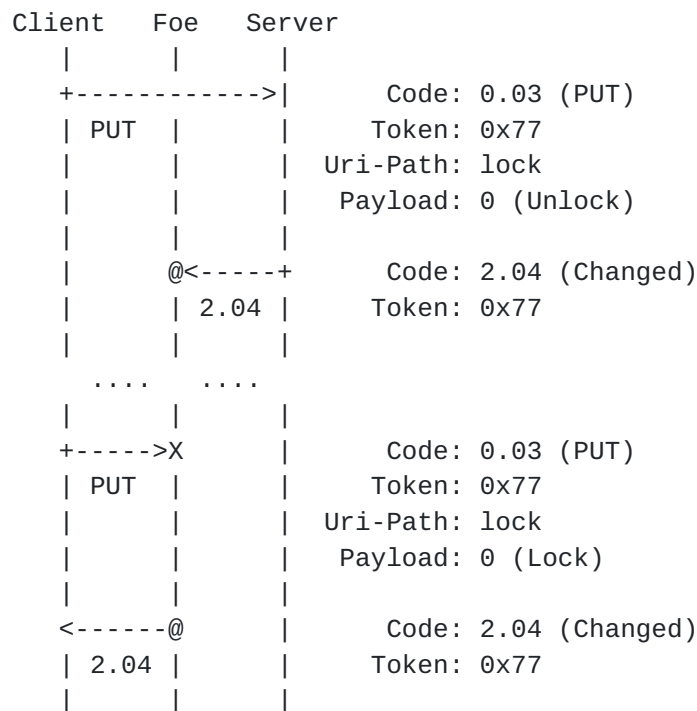 Client    Foe   Server
   |       |      |
   +------------>|      Code: 0.03 (PUT)
   | PUT  |      |     Token: 0x77
   |      |      |  Uri-Path: lock
   |      |      |   Payload: 0 (Unlock)
   |      |      |
   |      @<-----+      Code: 2.04 (Changed)
   |      | 2.04 |     Token: 0x77
   |      |      |
     ....   ....
   |      |      |
   +----->X      |      Code: 0.03 (PUT)
   | PUT  |      |     Token: 0x77
   |      |      |  Uri-Path: lock
   |      |      |   Payload: 0 (Lock)
   |      |      |
   <------@      |      Code: 2.04 (Changed)
   | 2.04 |      |     Token: 0x77
   |      |      |